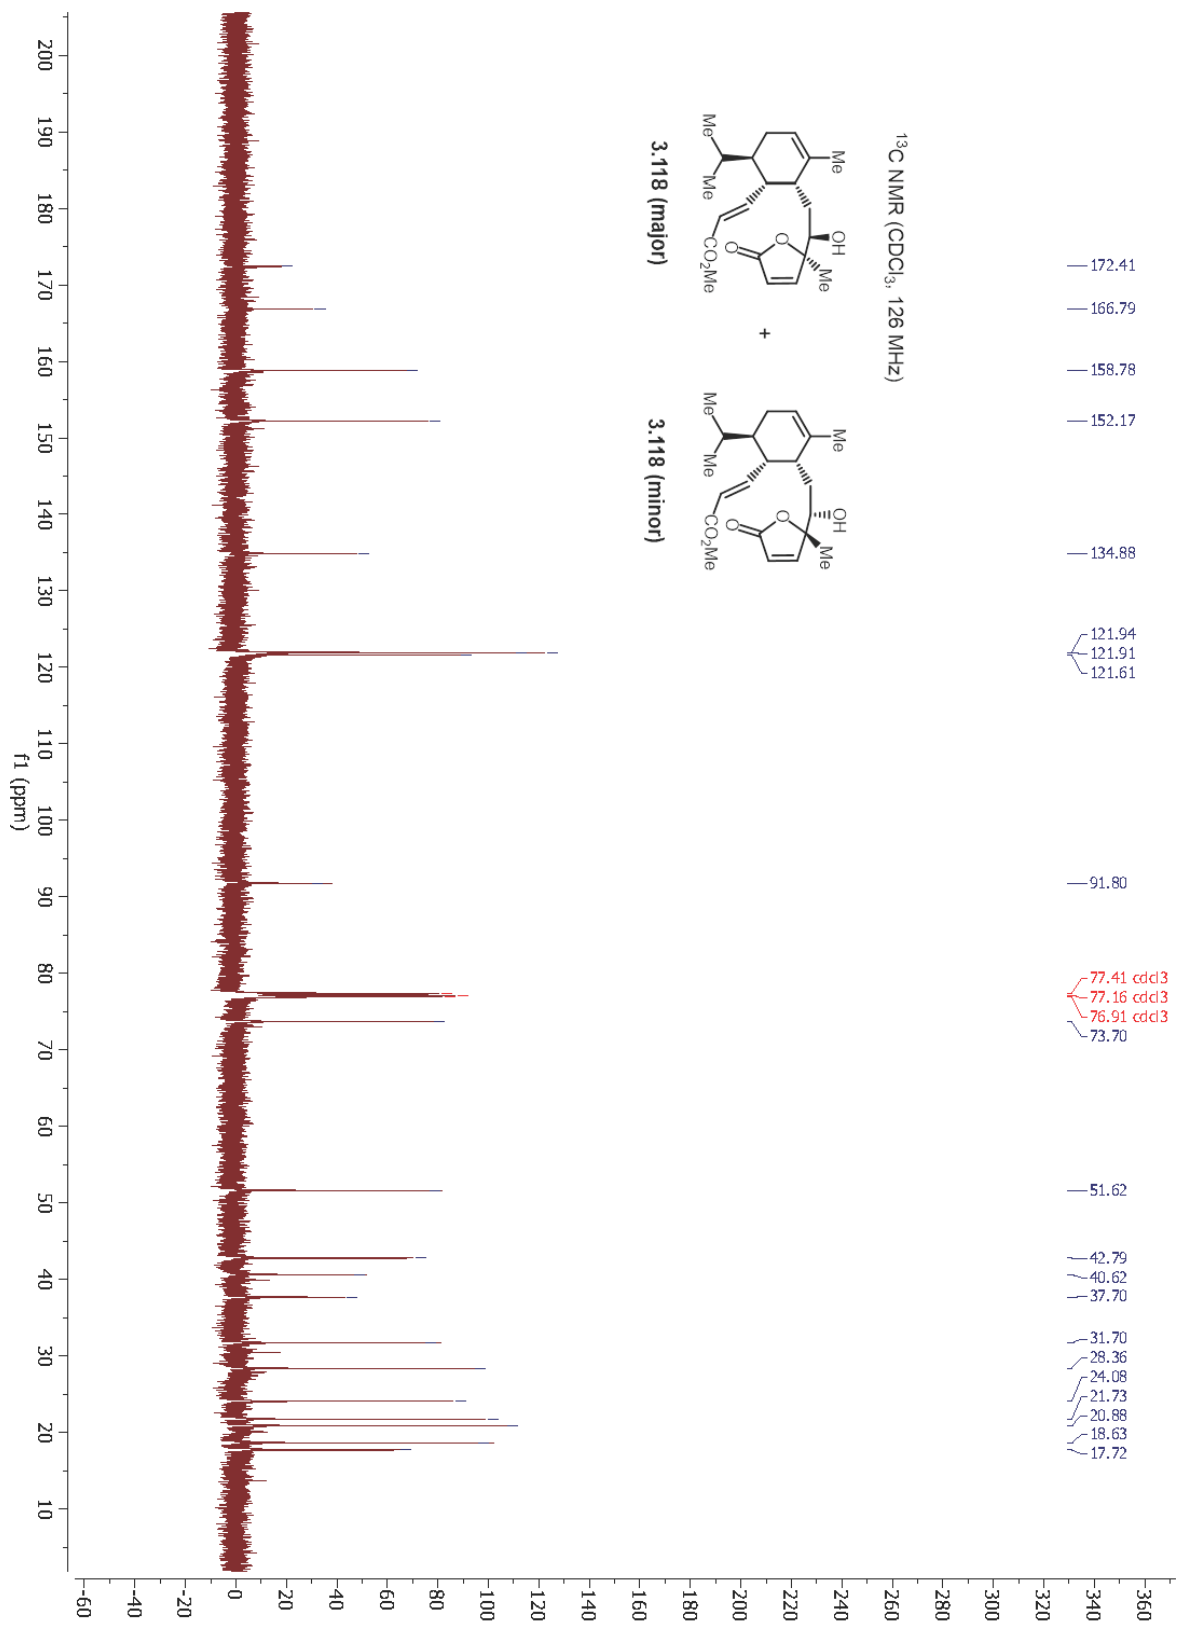 ¹³C NMR (CDCl₃, 126 MHz)
Me
OH
Me
O
O
CO₂Me
Me
Me
3.118 (major)
+
Me
OH
Me
O
O
CO₂Me
Me
Me
3.118 (minor)
172.41
166.79
158.78
152.17
134.88
121.94
121.91
121.61
91.80
77.41 cdcl3
77.16 cdcl3
76.91 cdcl3
73.70
51.62
42.79
40.62
37.70
31.70
28.36
24.08
21.73
20.88
18.63
17.72
360
340
320
300
280
260
240
220
200
180
160
140
120
100
80
60
40
20
0
-20
-40
-60
200 190 180 170 160 150 140 130 120 110 100 90 80 70 60 50 40 30 20 10
f1 (ppm)